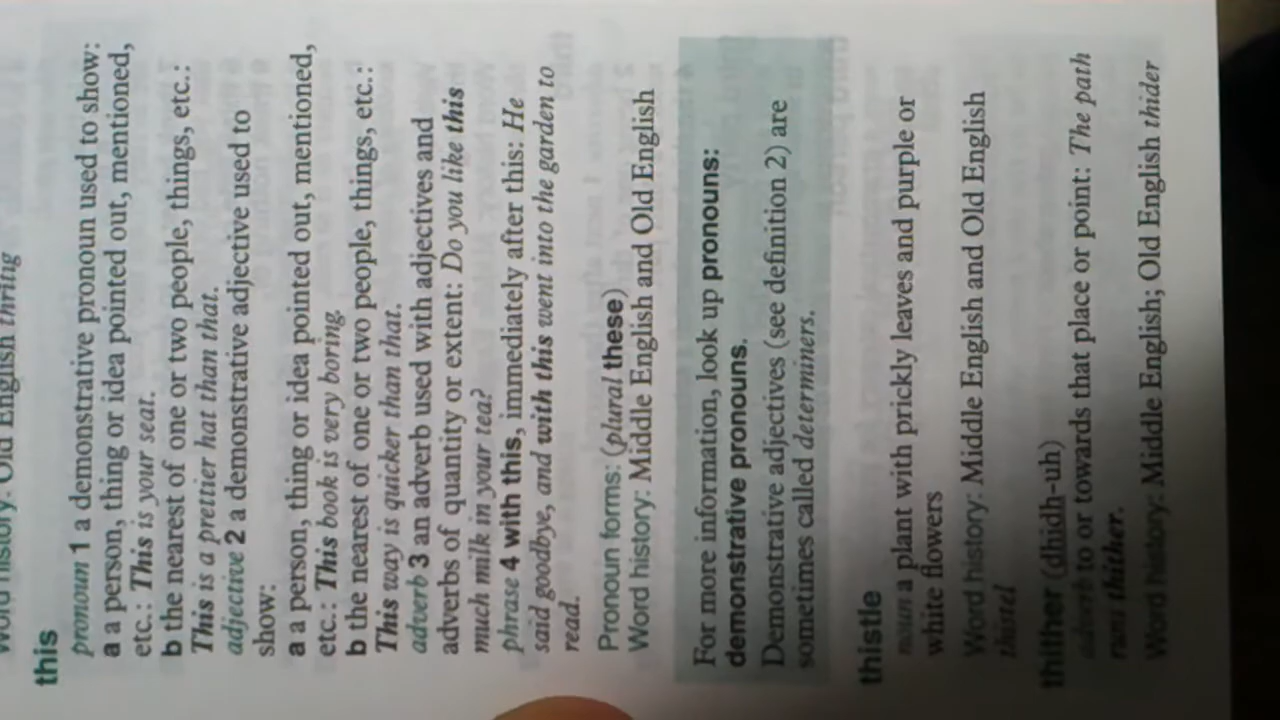 Word history: Old English thritig
this
pronoun 1 a demonstrative pronoun used to show:
a a person, thing or idea pointed out, mentioned,
etc.: This is your seat.
b the nearest of one or two people, things, etc.:
This is a prettier hat than that.
adjective 2 a demonstrative adjective used to
show:
a a person, thing or idea pointed out, mentioned,
etc.: This book is very boring.
b the nearest of one or two people, things, etc.:
This way is quicker than that.
adverb 3 an adverb used with adjectives and
adverbs of quantity or extent: Do you like this
much milk in your tea?
phrase 4 with this, immediately after this: He
said goodbye, and with this went into the garden to
read.
Pronoun forms: (plural these)
Word history: Middle English and Old English
For more information, look up pronouns:
demonstrative pronouns.
Demonstrative adjectives (see definition 2) are
sometimes called determiners.
thistle
noun a plant with prickly leaves and purple or
white flowers
Word history: Middle English and Old English
thistel
thither (dhidh-uh)
adverb to or towards that place or point: The path
runs thither.
Word history: Middle English; Old English thider